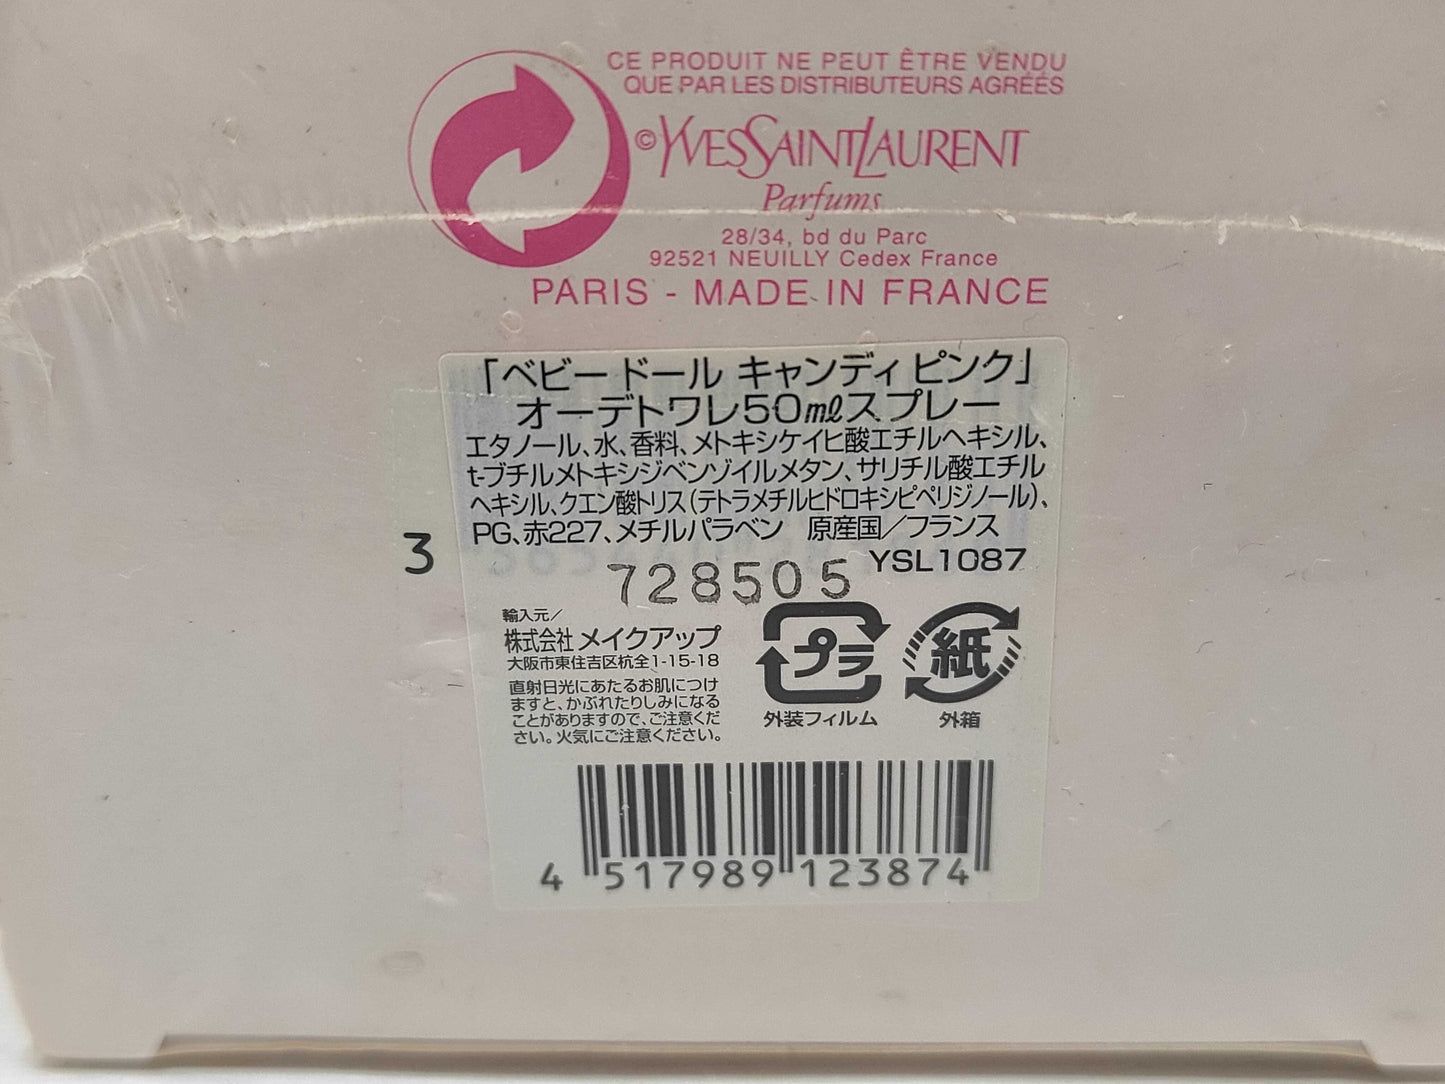 CE PRODUIT NE PEUT ÊTRE VENDU
QUE PAR LES DISTRIBUTEURS AGRÉÉS
©YVESSAINTLAURENT
Parfums
28/34, bd du Parc
92521 NEUILLY Cedex France
PARIS - MADE IN FRANCE
「ベビー ドール キャンディ ピンク」
オーデトワレ50mlスプレー
エタノール、水、香料、メトキシケイヒ酸エチルヘキシル、
t-ブチルメトキシジベンゾイルメタン、サリチル酸エチル
ヘキシル、クエン酸トリス(テトラメチルヒドロキシピペリジノール)、
PG、赤227、メチルパラベン 原産国/フランス
3
YSL1087
728505
輸入元/
株式会社 メイクアップ
大阪市東住吉区杭全1-15-18
直射日光にあたるお肌につけ
ますと、かぶれたりしみになる
ことがありますので、ご注意くだ
さい。火気にご注意ください。
プラ
外装フィルム
紙
外箱
4 517989 123874